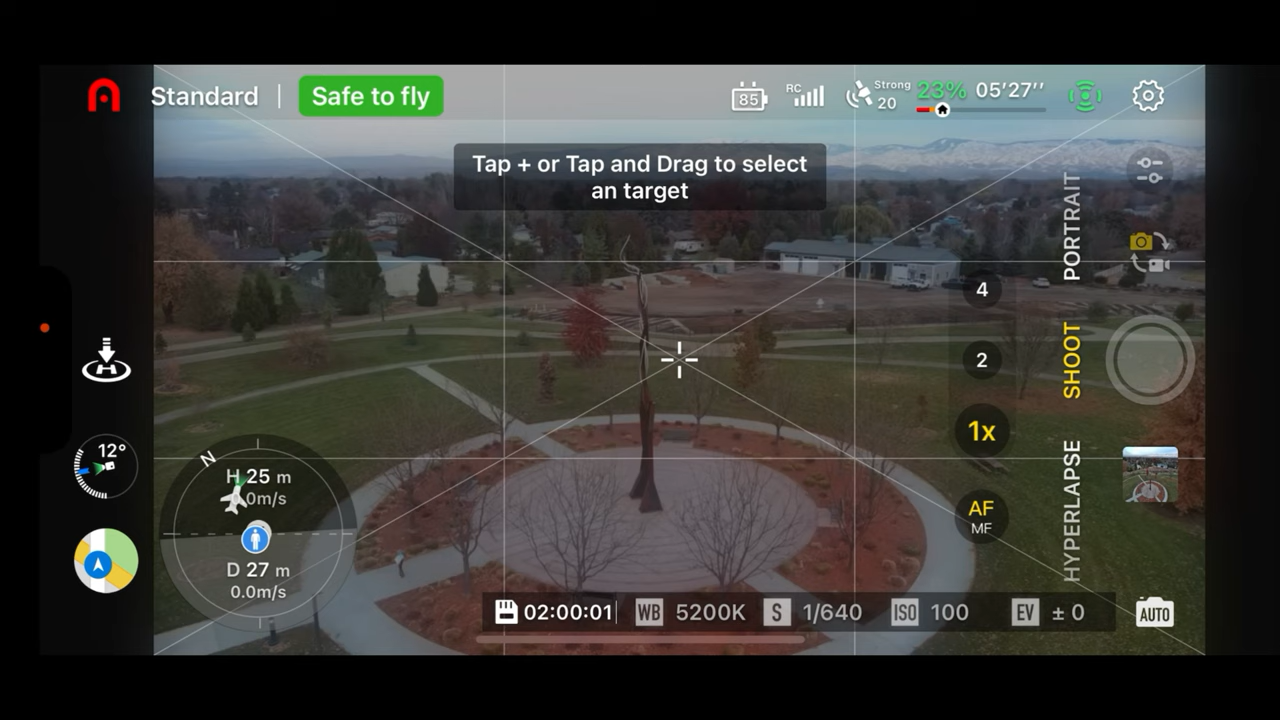 Standard | Safe to fly
85
RC
Strong
20
23%
05'27''
Tap + or Tap and Drag to select
an target
PORTRAIT
SHOOT
HYPERLAPSE
4
2
1x
AF
MF
12°
N
H 25 m
0.0m/s
D 27 m
0.0m/s
02:00:01
WB 5200K S 1/640 ISO 100 EV ± 0
AUTO